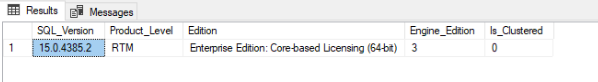 Results Messages
SQL_Version Product_Level Edition Engine_Edition Is_Clustered
1 15.0.4385.2 RTM Enterprise Edition: Core-based Licensing (64-bit) 3 0